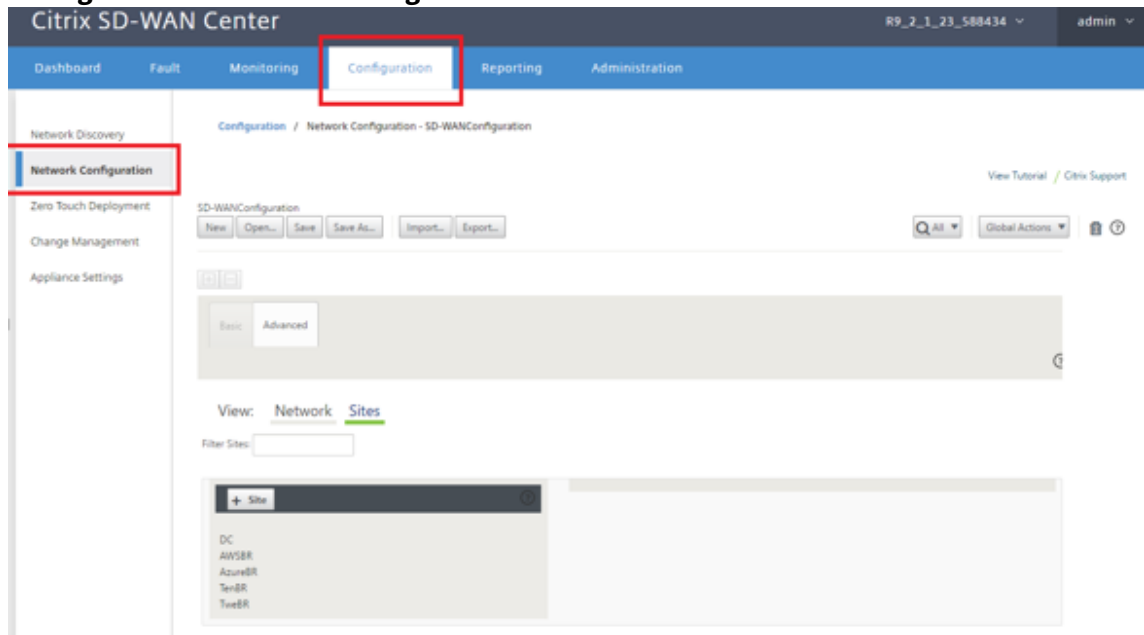 Citrix SD-WAN Center
R9_2_1_23_588434
admin
Dashboard Fault Monitoring Configuration Reporting Administration
Network Discovery
Network Configuration
Zero Touch Deployment
Change Management
Appliance Settings
Configuration / Network Configuration - SD-WANConfiguration
View Tutorial / Citrix Support
SD-WANConfiguration
New Open... Save Save As... Import... Export...
All Global Actions
Basic Advanced
View: Network Sites
Filter Sites:
+ Site
DC
AWSBR
AzureBR
TenBR
TweBR